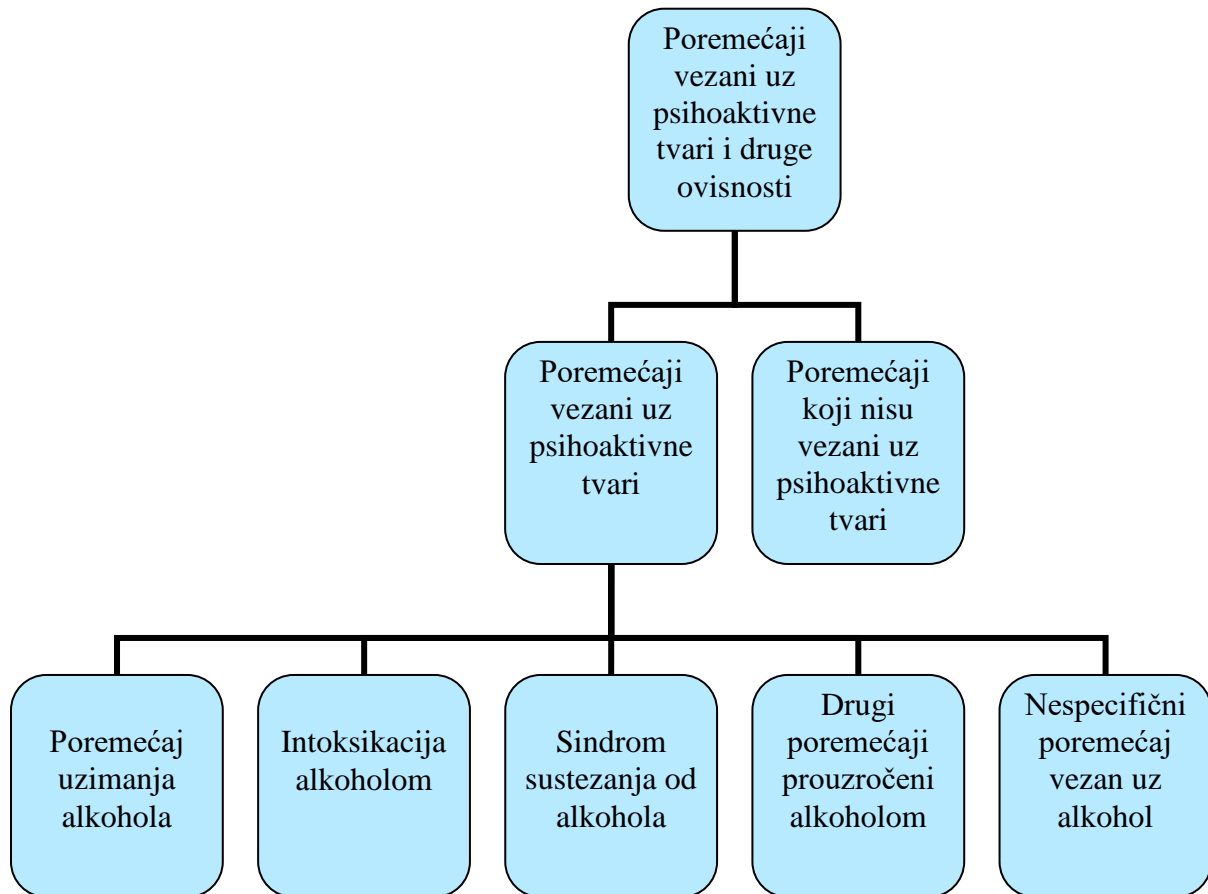 Poremećaji
vezani uz
psihoaktivne
tvari i druge
ovisnosti
Poremećaji
vezani uz
psihoaktivne
tvari
Poremećaji
koji nisu
vezani uz
psihoaktivne
tvari
Poremećaj
uzimanja
alkohola
Intoksikacija
alkoholom
Sindrom
sustezanja od
alkohola
Drugi
poremećaji
prouzročeni
alkoholom
Nespecifični
poremećaj
vezan uz
alkohol